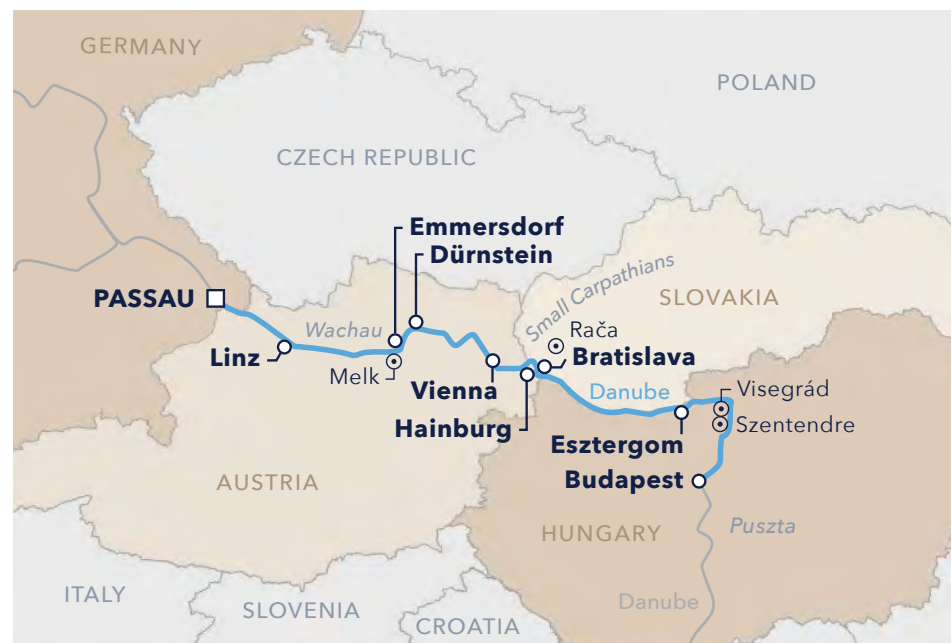 GERMANY
POLAND
CZECH REPUBLIC
Emmersdorf
Dürnstein
Small Carpathians
SLOVAKIA
PASSAU
Wachau
Rača
Linz
Melk
Bratislava
Vienna
Danube
Visegrád
Hainburg
Szentendre
Esztergom
Budapest
AUSTRIA
HUNGARY
Puszta
ITALY
SLOVENIA
Danube
CROATIA